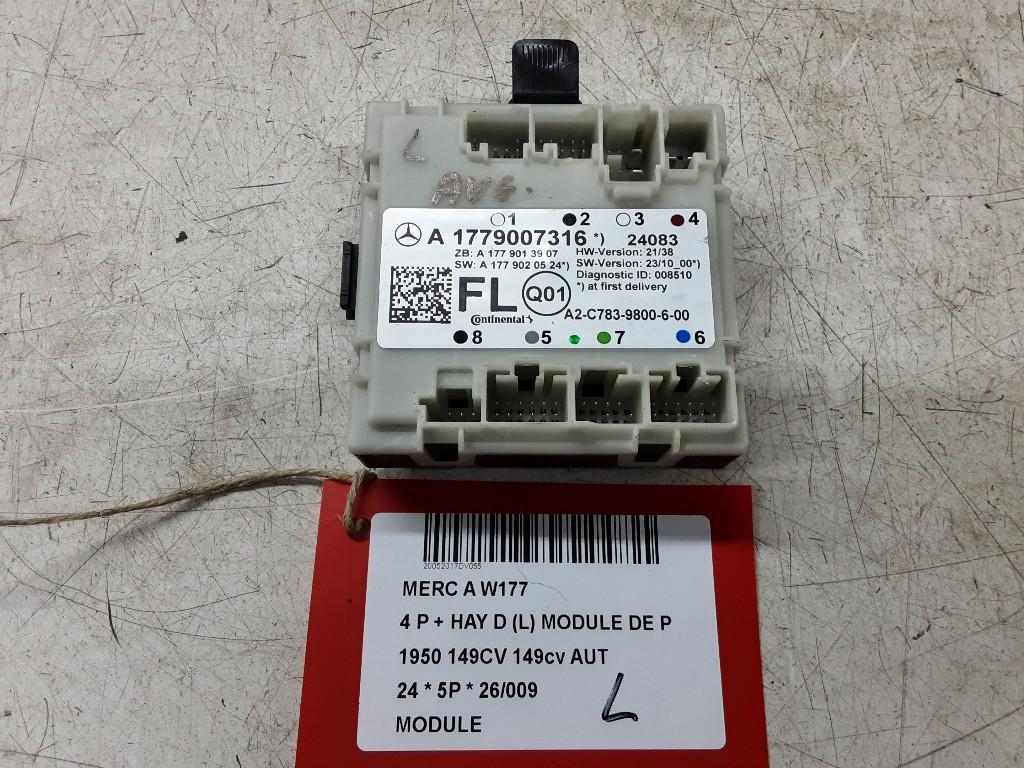 L
AVG.
1 2 3 4
A 1779007316 *) 24083
ZB: A 177 901 39 07 HW-Version: 21/38
SW: A 177 902 05 24*) SW-Version: 23/10_00*)
Diagnostic ID: 008510
*) at first delivery
FL Q01
Continental A2-C783-9800-6-00
8 5 7 6
20052017DV055
MERC A W177
4 P + HAY D (L) MODULE DE P
1950 149CV 149cv AUT
24 * 5P * 26/009
MODULE L